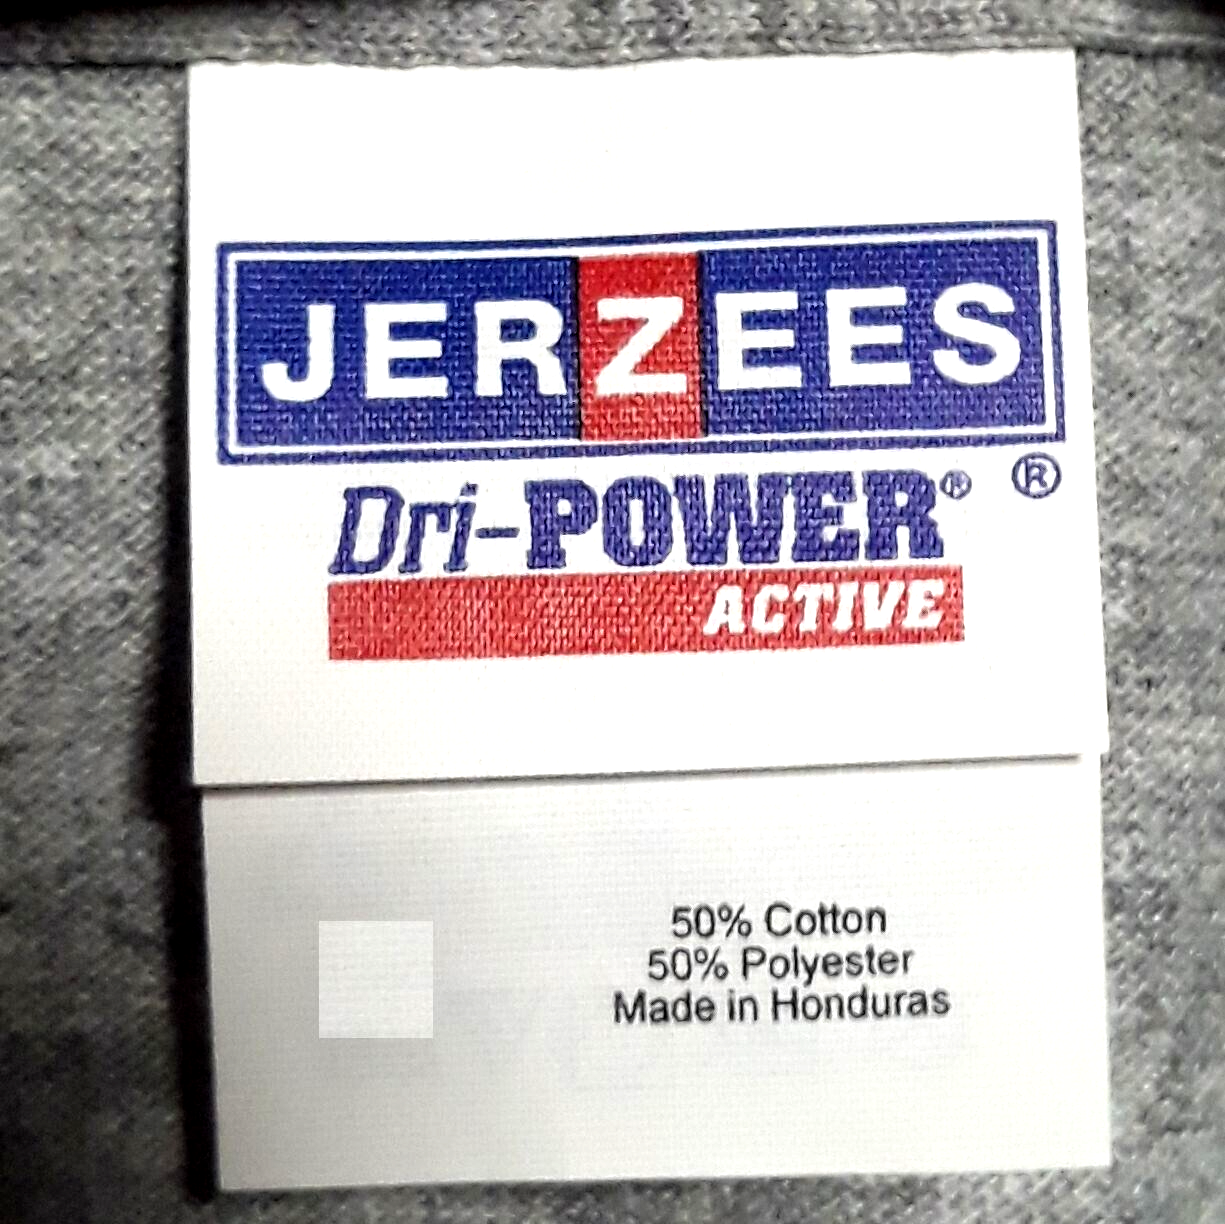 JERZEES
®
Dri-POWER®
ACTIVE
50% Cotton
50% Polyester
Made in Honduras